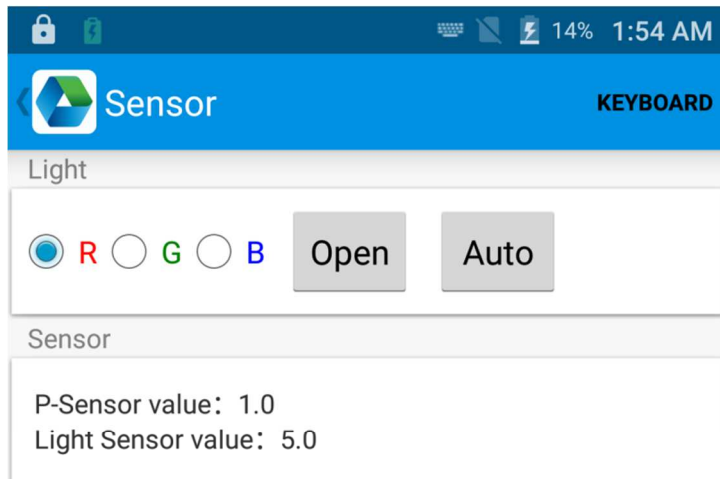 14% 1:54 AM
Sensor KEYBOARD
Light
R G B Open Auto
Sensor
P-Sensor value：1.0
Light Sensor value：5.0